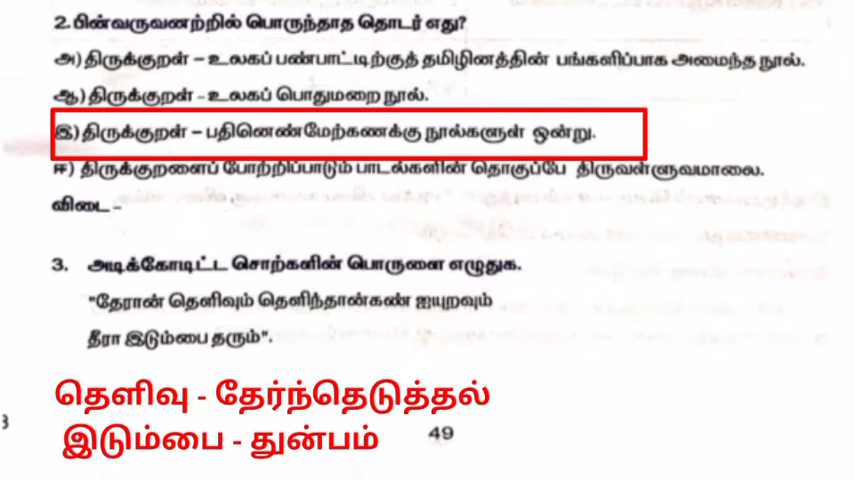 2. பின்வருவனற்றில் பொருந்தாத தொடர் எது?
அ) திருக்குறள் – உலகப் பண்பாட்டிற்குத் தமிழினத்தின் பங்களிப்பாக அமைந்த நூல்.
ஆ) திருக்குறள் - உலகப் பொதுமறை நூல்.
இ) திருக்குறள் – பதினெண்மேற்கணக்கு நூல்களுள் ஒன்று.
ஈ) திருக்குறளைப் போற்றிப்பாடும் பாடல்களின் தொகுப்பே திருவள்ளுவமாலை.
விடை –
3. அடிக்கோடிட்ட சொற்களின் பொருளை எழுதுக.
"தேரான் தெளிவும் தெளிந்தான்கண் ஐயுறவும்
தீரா இடும்பை தரும்".
தெளிவு - தேர்ந்தெடுத்தல்
இடும்பை - துன்பம்
49